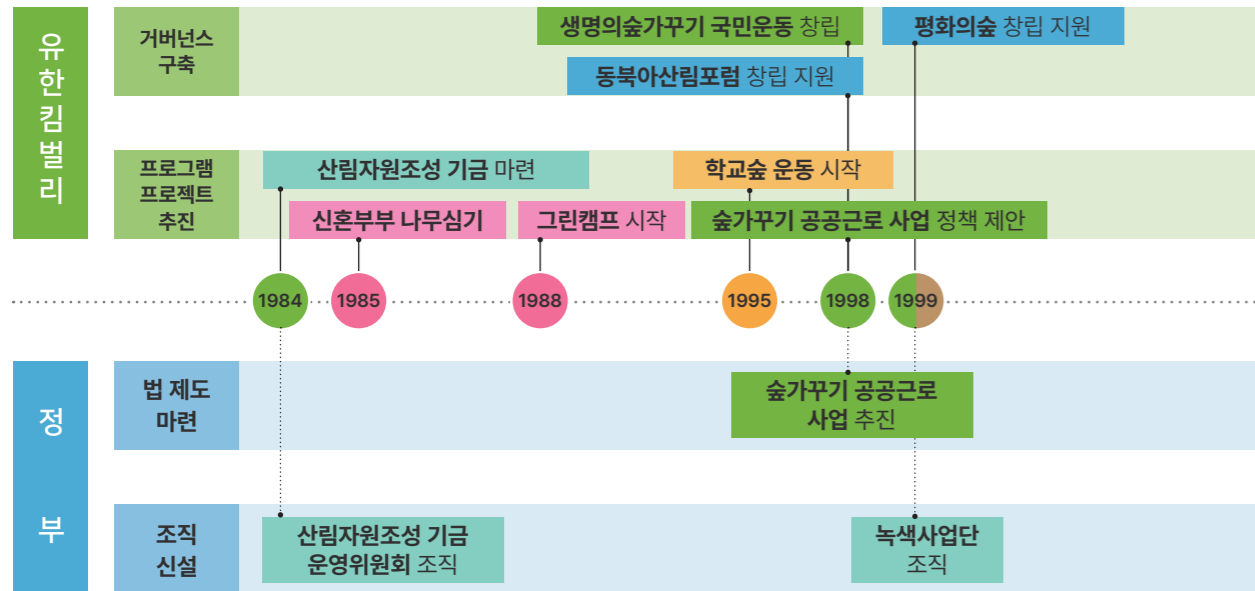 유한킴벌리
거버넌스
구축
생명의숲가꾸기 국민운동 창립
평화의숲 창립 지원
동북아산림포럼 창립 지원
프로그램
프로젝트
추진
산림자원조성 기금 마련
학교숲 운동 시작
신혼부부 나무심기
그린캠프 시작
숲가꾸기 공공근로 사업 정책 제안
1984
1985
1988
1995
1998
1999
정부
법 제도
마련
숲가꾸기 공공근로
사업 추진
조직
신설
산림자원조성 기금
운영위원회 조직
녹색사업단
조직